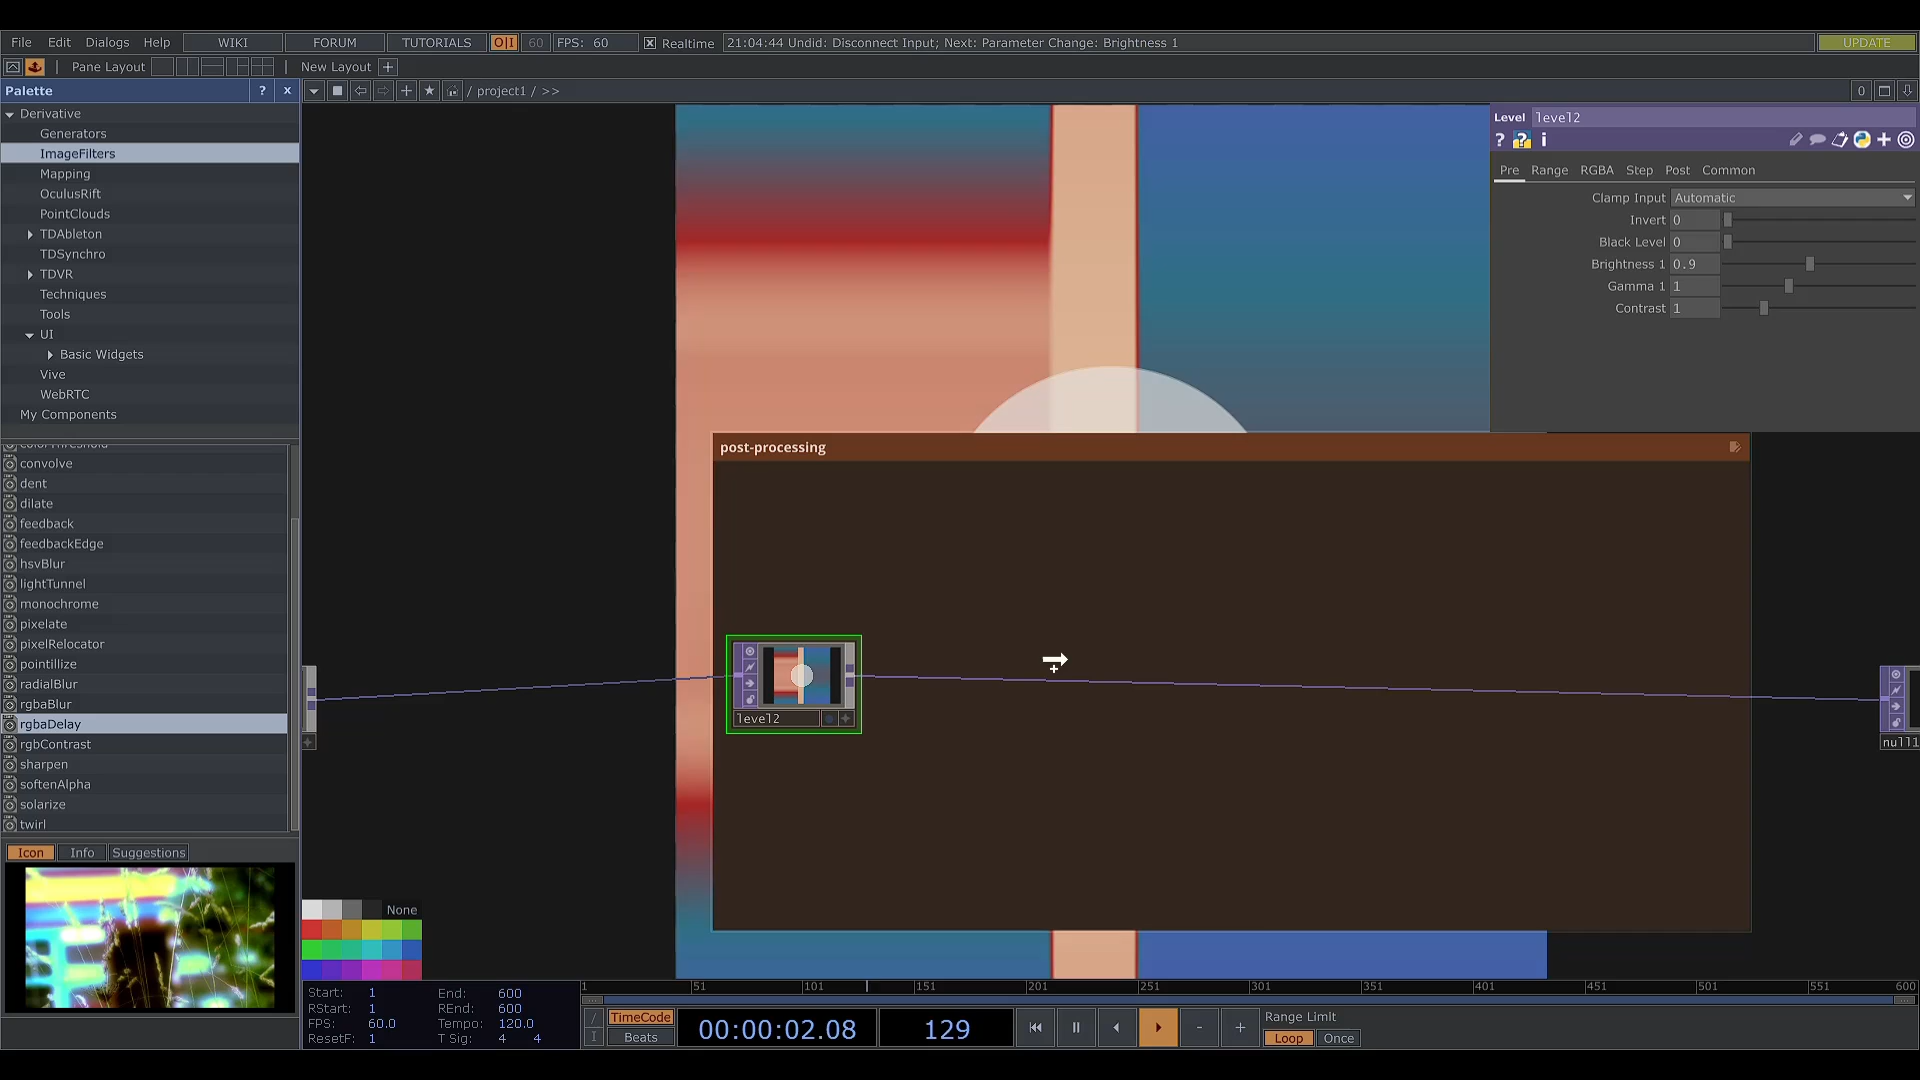 File Edit Dialogs Help WIKI FORUM TUTORIALS O|I 60 FPS: 60 Realtime 21:04:44 Undid: Disconnect Input; Next: Parameter Change: Brightness 1 UPDATE
Pane Layout New Layout +
Palette ? x
/ project1 / >> 0
Derivative
Generators
ImageFilters
Mapping
OculusRift
PointClouds
TDAbleton
TDSynchro
TDVR
Techniques
Tools
UI
Basic Widgets
Vive
WebRTC
My Components
convolve
dent
dilate
feedback
feedbackEdge
hsvBlur
lightTunnel
monochrome
pixelate
pixelRelocator
pointillize
radialBlur
rgbaBlur
rgbaDelay
rgbContrast
sharpen
softenAlpha
solarize
twirl
Icon Info Suggestions
Level level2
? ? i
Pre Range RGBA Step Post Common
Clamp Input Automatic
Invert 0
Black Level 0
Brightness 1 0.9
Gamma 1 1
Contrast 1
post-processing
level2
null1
None
Start: 1 End: 600
RStart: 1 REnd: 600
FPS: 60.0 Tempo: 120.0
ResetF: 1 T Sig: 4 4
1 51 101 151 201 251 301 351 401 451 501 551 600
TimeCode
Beats
00:00:02.08
129
- +
Range Limit
Loop Once